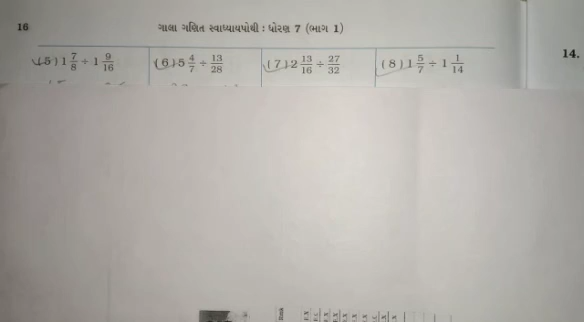 16 ગાલા ગણિત સ્વાધ્યાયપોથી : ધોરણ 7 (ભાગ 1)
(5) 1 7/8 ÷ 1 9/16 (6) 5 4/7 ÷ 13/28 (7) 2 13/16 ÷ 27/32 (8) 1 5/7 ÷ 1 1/14 14.